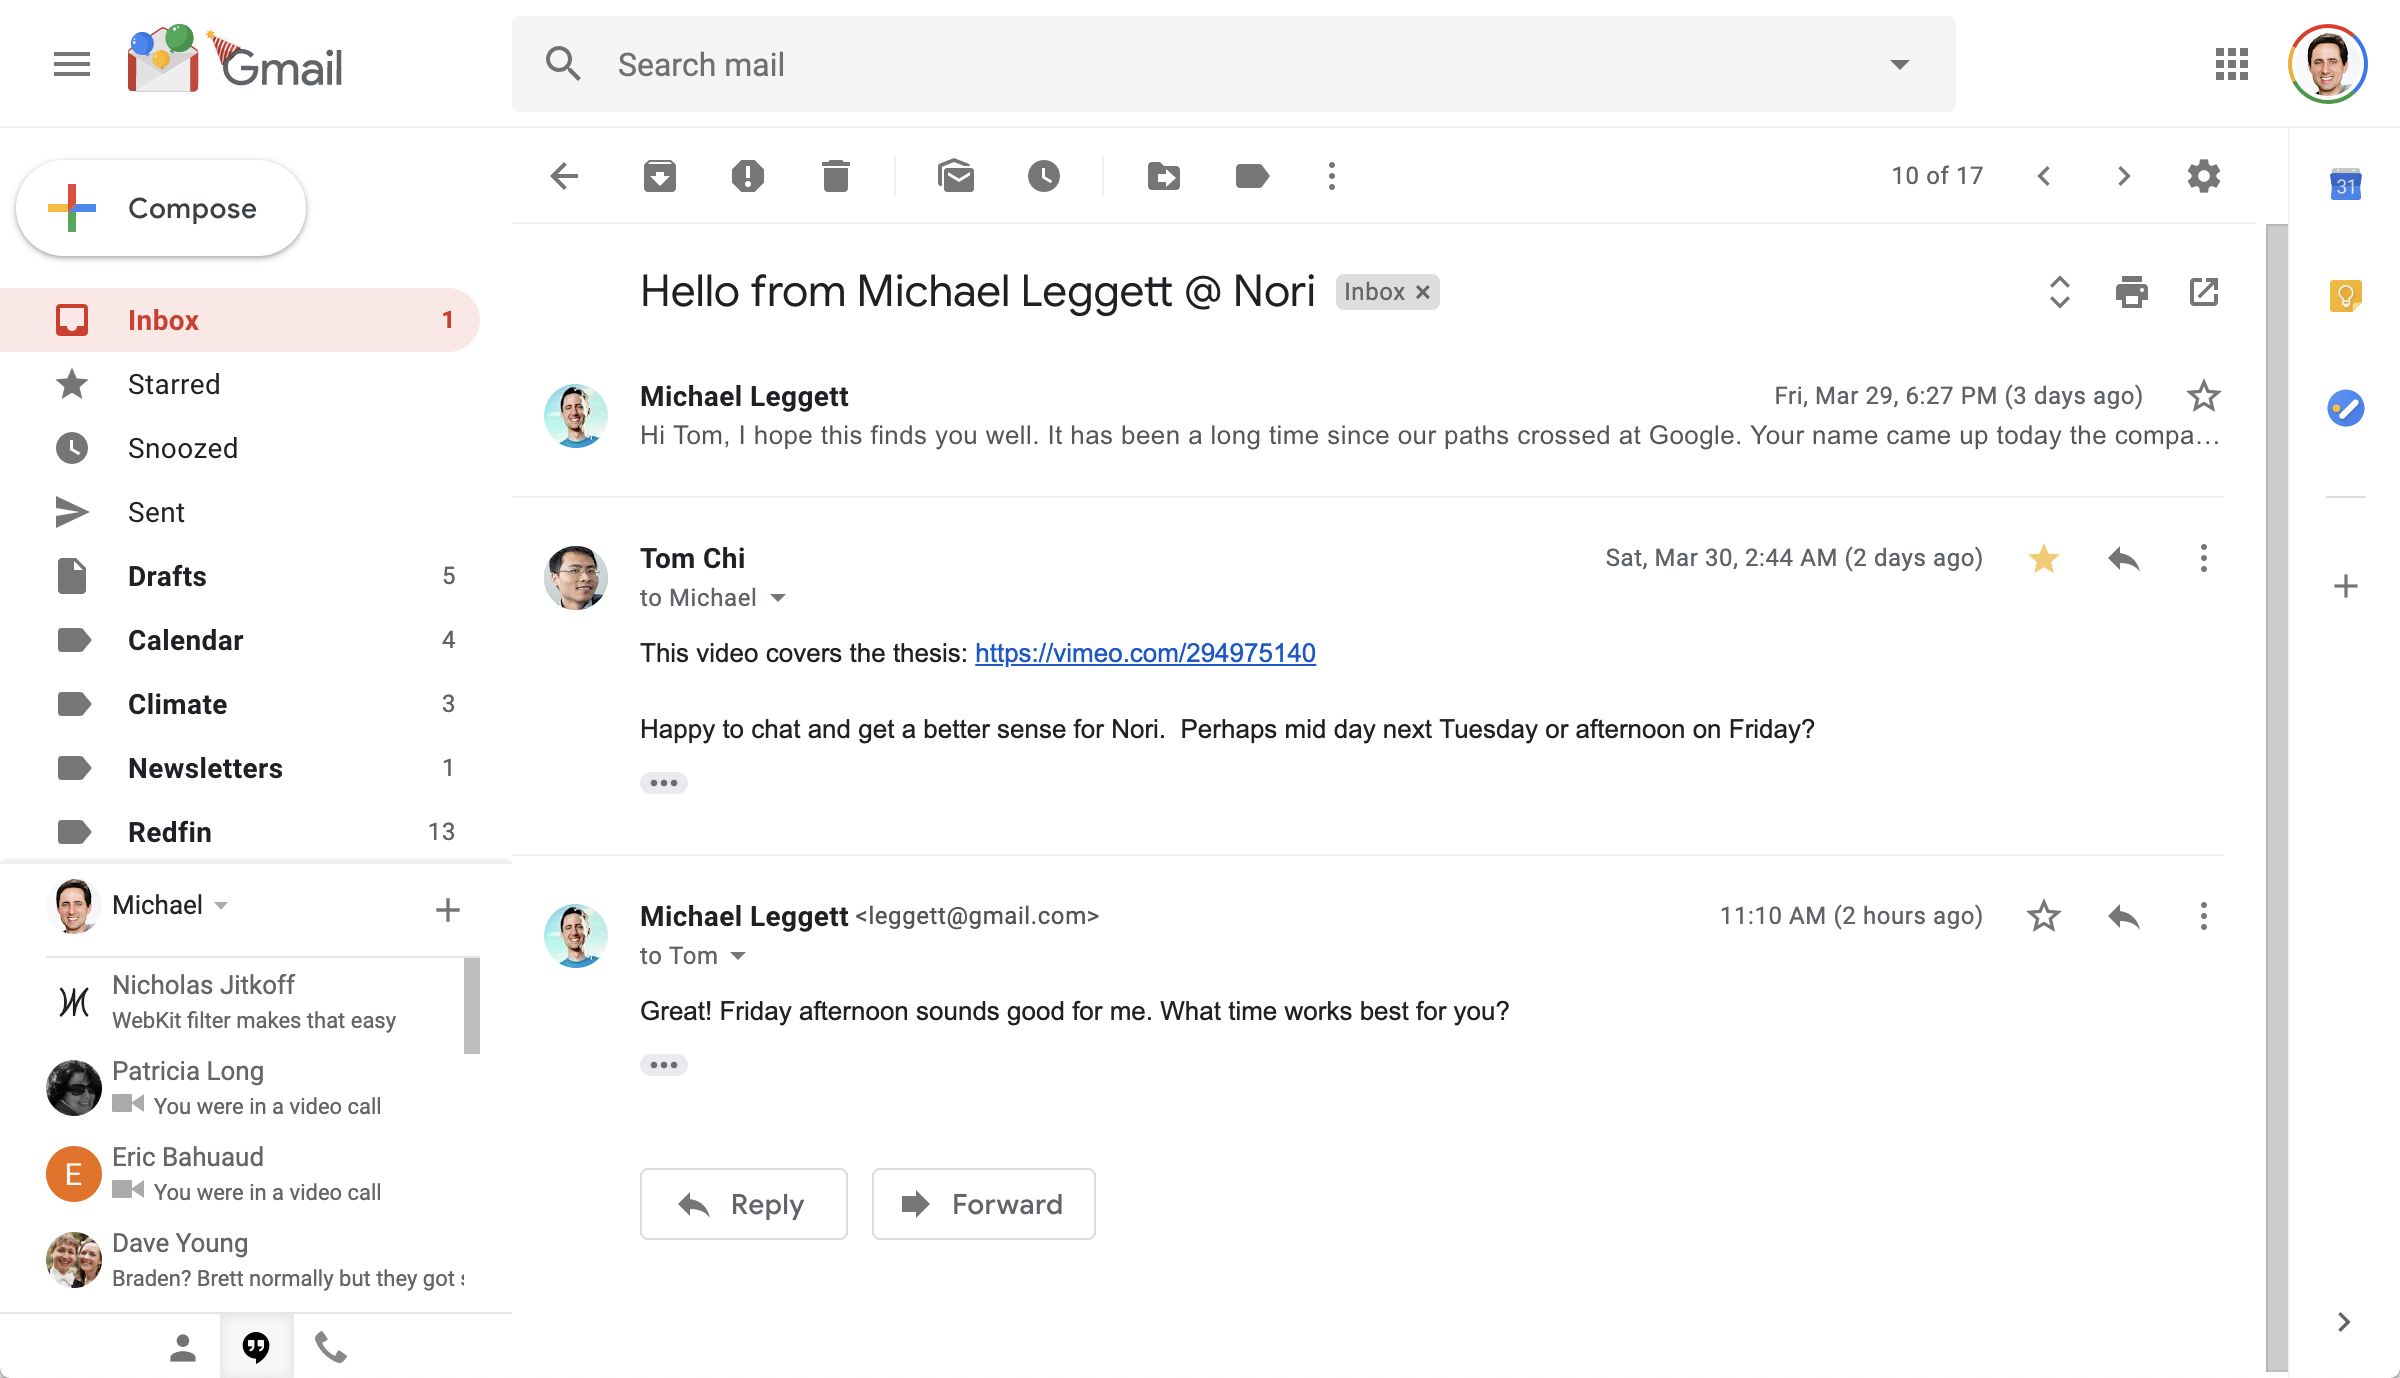 Gmail
Search mail
Compose
10 of 17
31
Inbox 1
Starred
Snoozed
Sent
Drafts 5
Calendar 4
Climate 3
Newsletters 1
Redfin 13
Hello from Michael Leggett @ Nori Inbox ×
Michael Leggett Fri, Mar 29, 6:27 PM (3 days ago)
Hi Tom, I hope this finds you well. It has been a long time since our paths crossed at Google. Your name came up today the compa…
Tom Chi Sat, Mar 30, 2:44 AM (2 days ago)
to Michael
This video covers the thesis: https://vimeo.com/294975140
Happy to chat and get a better sense for Nori.  Perhaps mid day next Tuesday or afternoon on Friday?
Michael Leggett <leggett@gmail.com> 11:10 AM (2 hours ago)
to Tom
Great! Friday afternoon sounds good for me. What time works best for you?
Reply Forward
Michael
Nicholas Jitkoff
WebKit filter makes that easy
Patricia Long
You were in a video call
E
Eric Bahuaud
You were in a video call
Dave Young
Braden? Brett normally but they got